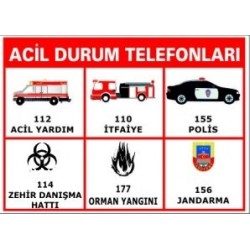 ACİL DURUM TELEFONLARI
112
ACİL YARDIM
110
İTFAİYE
155
POLİS
114
ZEHİR DANIŞMA
HATTI
177
ORMAN YANGINI
156
JANDARMA